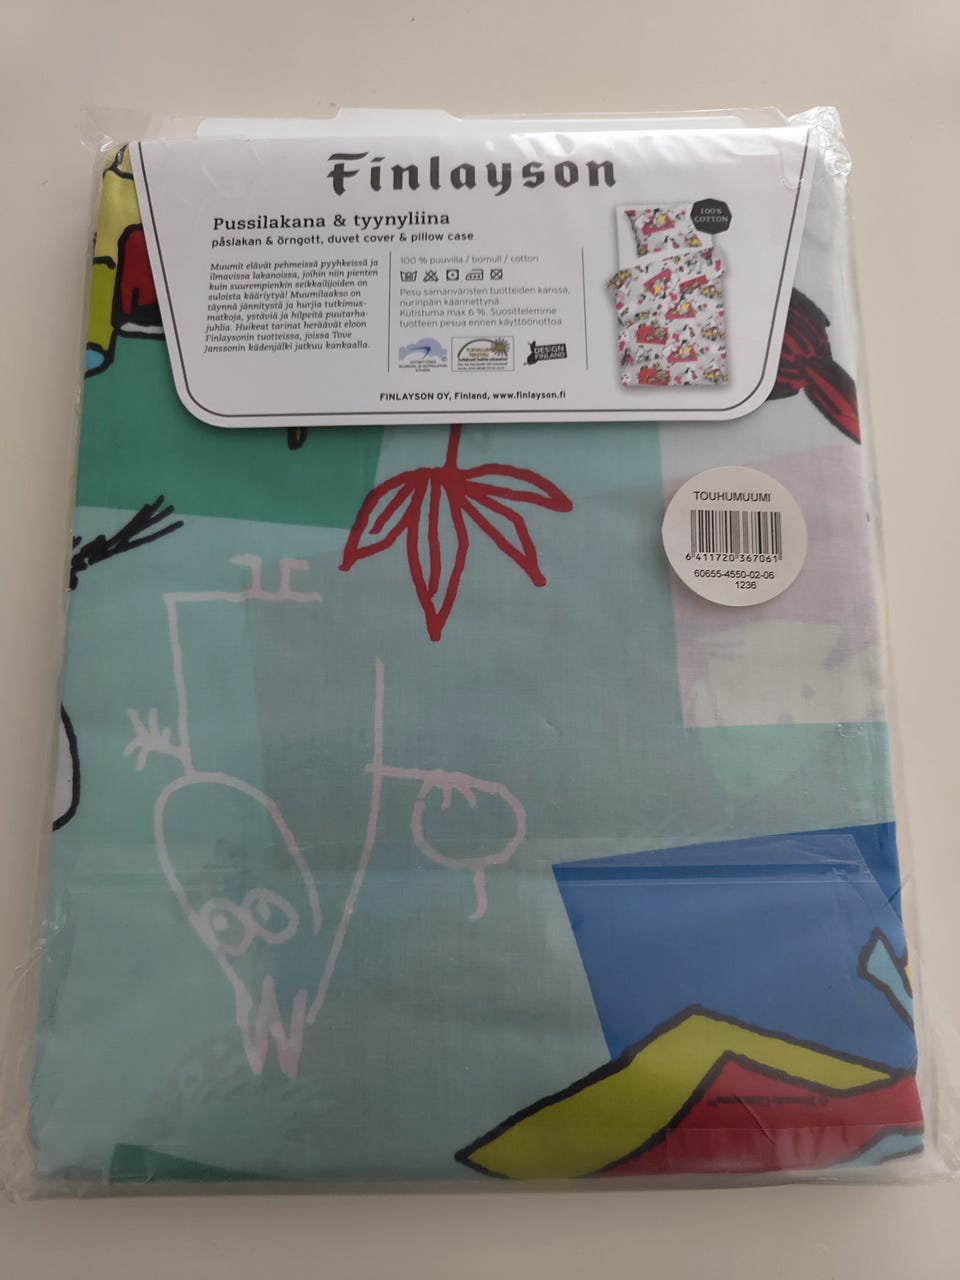 Finlayson
Pussilakana & tyynyliina
påslakan & örngott, duvet cover & pillow case
Muumit elävät pehmeissä pyyhkeissä ja
ilmavissa lakanoissa, joihin niin pienten
kuin suurempienkin seikkailijoiden on
suloista kääriytyä! Muumilaakso on
täynnä jännitystä ja hurjia tutkimus-
matkoja, ystäviä ja hilpeitä puutarha-
juhlia. Huikeat tarinat heräävät eloon
Finlaysonin tuotteissa, joissa Tove
Janssonin kädenjälki jatkuu kankaalla.
100 % puuvilla / bomull / cotton
Pesu samanväristen tuotteiden kanssa,
nurinpäin käännettynä.
Kutistuma max 6 %. Suosittelemme
tuotteen pesua ennen käyttöönottoa.
DESIGN
FINLAND
100%
COTTON
FINLAYSON OY, Finland, www.finlayson.fi
TOUHUMUUMI
6 411720 367061
60655-4550-02-06
1236
© Moomin Characters™